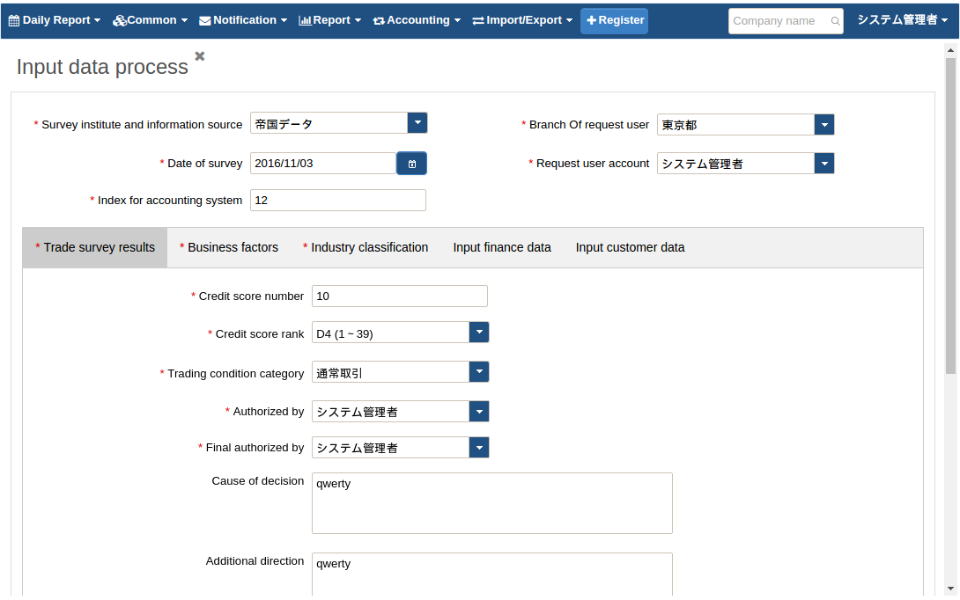 Daily Report Common Notification Report Accounting Import/Export Register Company name システム管理者
Input data process
* Survey institute and information source 帝国データ * Branch Of request user 東京都
* Date of survey 2016/11/03 * Request user account システム管理者
* Index for accounting system 12
* Trade survey results * Business factors * Industry classification Input finance data Input customer data
* Credit score number 10
* Credit score rank D4 (1 ~ 39)
* Trading condition category 通常取引
* Authorized by システム管理者
* Final authorized by システム管理者
Cause of decision qwerty
Additional direction qwerty